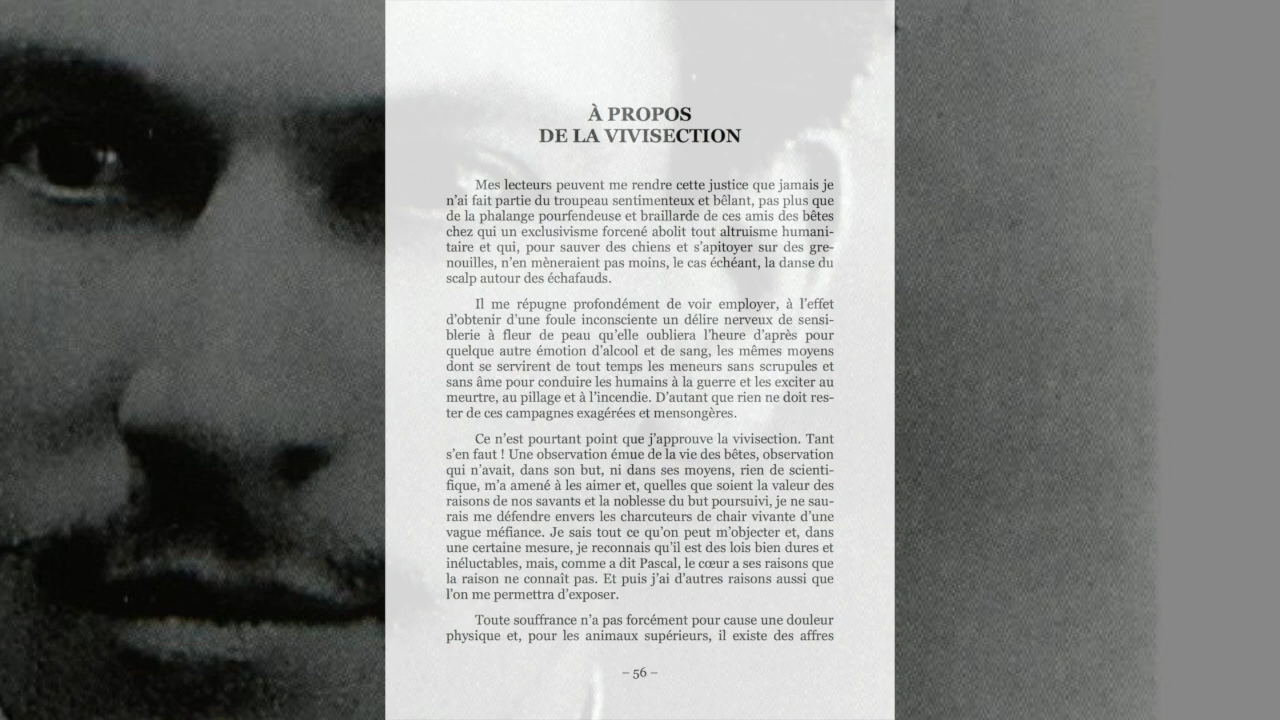 À PROPOS
DE LA VIVISECTION
Mes lecteurs peuvent me rendre cette justice que jamais je
n’ai fait partie du troupeau sentimenteux et bêlant, pas plus que
de la phalange pourfendeuse et braillarde de ces amis des bêtes
chez qui un exclusivisme forcené abolit tout altruisme humani-
taire et qui, pour sauver des chiens et s’apitoyer sur des gre-
nouilles, n’en mèneraient pas moins, le cas échéant, la danse du
scalp autour des échafauds.
Il me répugne profondément de voir employer, à l’effet
d’obtenir d’une foule inconsciente un délire nerveux de sensi-
blerie à fleur de peau qu’elle oubliera l’heure d’après pour
quelque autre émotion d’alcool et de sang, les mêmes moyens
dont se servirent de tout temps les meneurs sans scrupules et
sans âme pour conduire les humains à la guerre et les exciter au
meurtre, au pillage et à l’incendie. D’autant que rien ne doit res-
ter de ces campagnes exagérées et mensongères.
Ce n’est pourtant point que j’approuve la vivisection. Tant
s’en faut ! Une observation émue de la vie des bêtes, observation
qui n’avait, dans son but, ni dans ses moyens, rien de scienti-
fique, m’a amené à les aimer et, quelles que soient la valeur des
raisons de nos savants et la noblesse du but poursuivi, je ne sau-
rais me défendre envers les charcuteurs de chair vivante d’une
vague méfiance. Je sais tout ce qu’on peut m’objecter et, dans
une certaine mesure, je reconnais qu’il est des lois bien dures et
inéluctables, mais, comme a dit Pascal, le cœur a ses raisons que
la raison ne connaît pas. Et puis j’ai d’autres raisons aussi que
l’on me permettra d’exposer.
Toute souffrance n’a pas forcément pour cause une douleur
physique et, pour les animaux supérieurs, il existe des affres
– 56 –